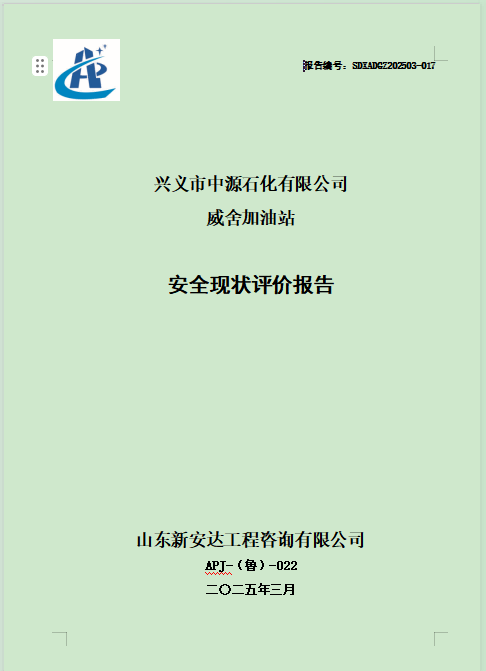 报告编号：SDXADGZ202503-017
兴义市中源石化有限公司
威舍加油站
安全现状评价报告
山东新安达工程咨询有限公司
APJ-（鲁）-022
二〇二五年三月